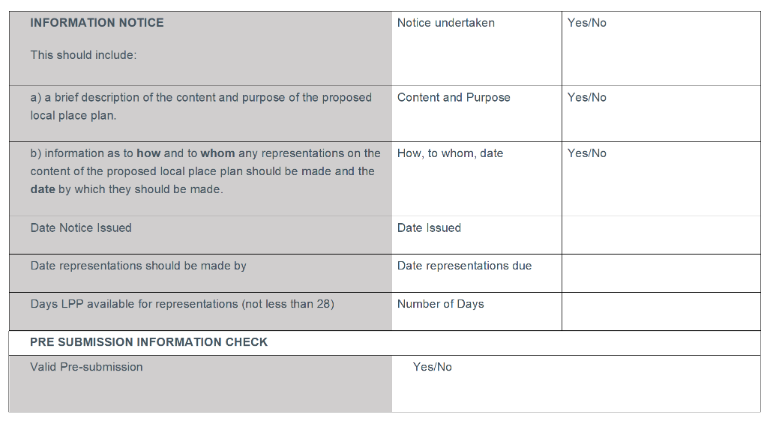 INFORMATION NOTICE Notice undertaken Yes/No
This should include:
a) a brief description of the content and purpose of the proposed Content and Purpose Yes/No
local place plan.
b) information as to how and to whom any representations on the How, to whom, date Yes/No
content of the proposed local place plan should be made and the
date by which they should be made.
Date Notice Issued Date Issued
Date representations should be made by Date representations due
Days LPP available for representations (not less than 28) Number of Days
PRE SUBMISSION INFORMATION CHECK
Valid Pre-submission Yes/No